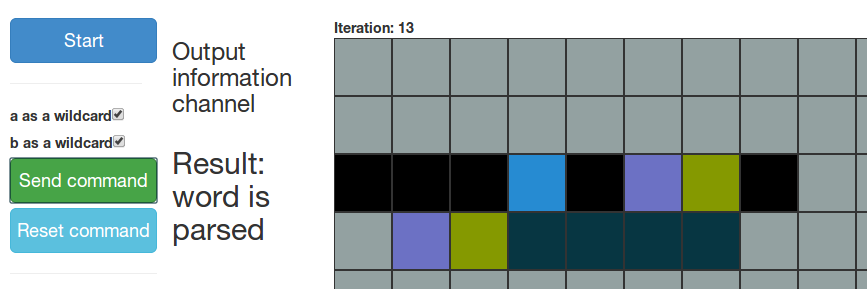 Start
a as a wildcard
b as a wildcard
Send command
Reset command
Output
information
channel
Result:
word is
parsed
Iteration: 13